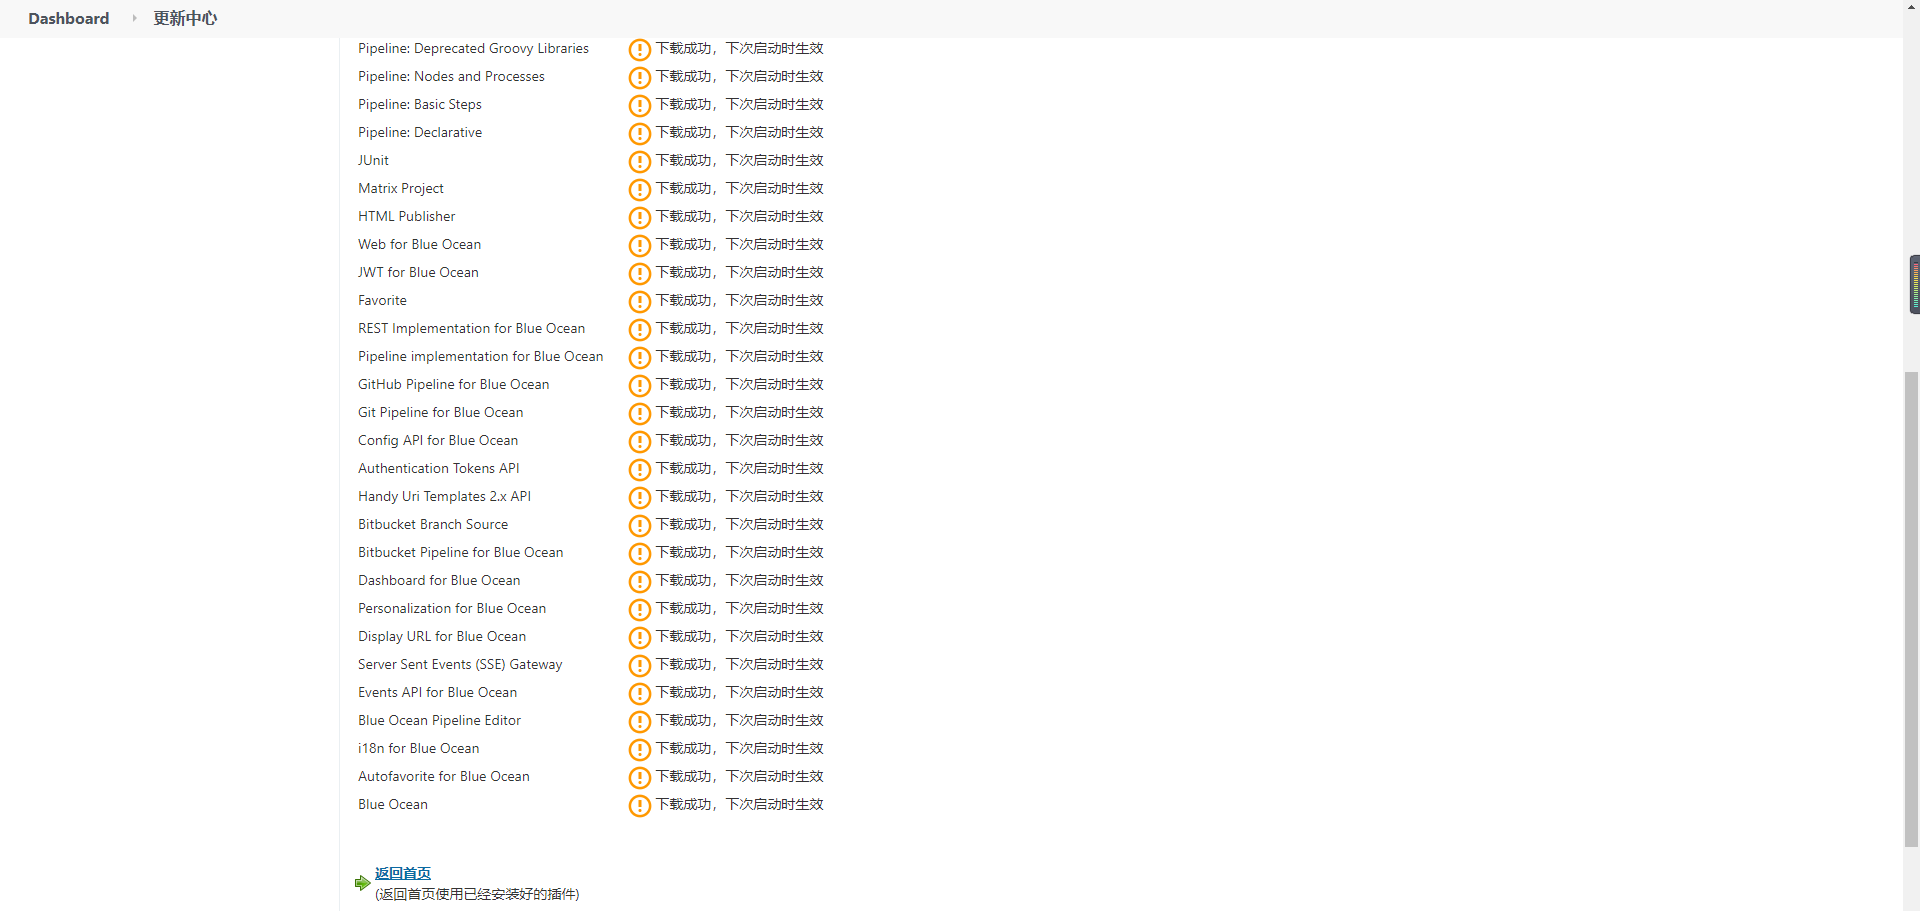 Dashboard 更新中心
Pipeline: Deprecated Groovy Libraries 下载成功，下次启动时生效
Pipeline: Nodes and Processes 下载成功，下次启动时生效
Pipeline: Basic Steps 下载成功，下次启动时生效
Pipeline: Declarative 下载成功，下次启动时生效
JUnit 下载成功，下次启动时生效
Matrix Project 下载成功，下次启动时生效
HTML Publisher 下载成功，下次启动时生效
Web for Blue Ocean 下载成功，下次启动时生效
JWT for Blue Ocean 下载成功，下次启动时生效
Favorite 下载成功，下次启动时生效
REST Implementation for Blue Ocean 下载成功，下次启动时生效
Pipeline implementation for Blue Ocean 下载成功，下次启动时生效
GitHub Pipeline for Blue Ocean 下载成功，下次启动时生效
Git Pipeline for Blue Ocean 下载成功，下次启动时生效
Config API for Blue Ocean 下载成功，下次启动时生效
Authentication Tokens API 下载成功，下次启动时生效
Handy Uri Templates 2.x API 下载成功，下次启动时生效
Bitbucket Branch Source 下载成功，下次启动时生效
Bitbucket Pipeline for Blue Ocean 下载成功，下次启动时生效
Dashboard for Blue Ocean 下载成功，下次启动时生效
Personalization for Blue Ocean 下载成功，下次启动时生效
Display URL for Blue Ocean 下载成功，下次启动时生效
Server Sent Events (SSE) Gateway 下载成功，下次启动时生效
Events API for Blue Ocean 下载成功，下次启动时生效
Blue Ocean Pipeline Editor 下载成功，下次启动时生效
i18n for Blue Ocean 下载成功，下次启动时生效
Autofavorite for Blue Ocean 下载成功，下次启动时生效
Blue Ocean 下载成功，下次启动时生效
返回首页
(返回首页使用已经安装好的插件)